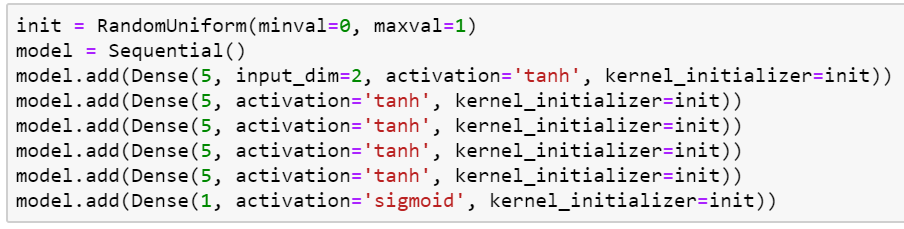 init = RandomUniform(minval=0, maxval=1)
model = Sequential()
model.add(Dense(5, input_dim=2, activation='tanh', kernel_initializer=init))
model.add(Dense(5, activation='tanh', kernel_initializer=init))
model.add(Dense(5, activation='tanh', kernel_initializer=init))
model.add(Dense(5, activation='tanh', kernel_initializer=init))
model.add(Dense(5, activation='tanh', kernel_initializer=init))
model.add(Dense(1, activation='sigmoid', kernel_initializer=init))